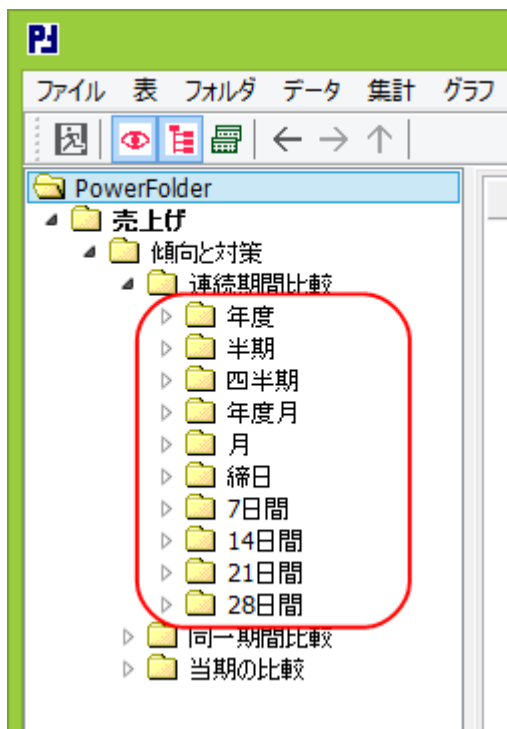 ファイル 表 フォルダ データ 集計 グラフ
PowerFolder
売上げ
傾向と対策
連続期間比較
年度
半期
四半期
年度月
月
締日
7日間
14日間
21日間
28日間
同一期間比較
当期の比較